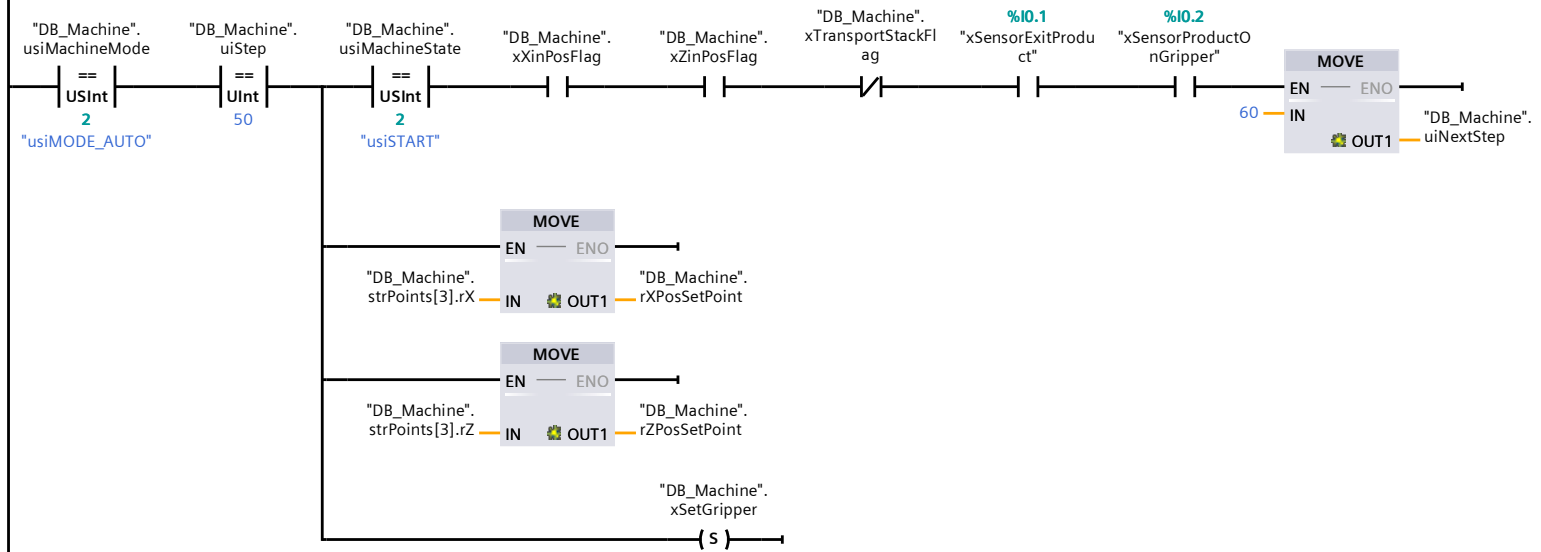 "DB_Machine".
usiMachineMode
==
USInt
2
"usiMODE_AUTO"
"DB_Machine".
uiStep
==
UInt
50
"DB_Machine".
usiMachineState
==
USInt
2
"usiSTART"
"DB_Machine".
xXinPosFlag
"DB_Machine".
xZinPosFlag
"DB_Machine".
xTransportStackFl
ag
%I0.1
"xSensorExitProdu
ct"
%I0.2
"xSensorProductO
nGripper"
MOVE
EN ENO
60 IN
OUT1
"DB_Machine".
uiNextStep
MOVE
EN ENO
"DB_Machine".
strPoints[3].rX
IN OUT1
"DB_Machine".
rXPosSetPoint
MOVE
EN ENO
"DB_Machine".
strPoints[3].rZ
IN OUT1
"DB_Machine".
rZPosSetPoint
"DB_Machine".
xSetGripper
S